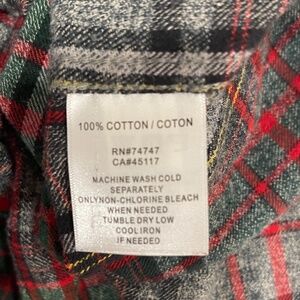 100% COTTON / COTON
RN#74747
CA#45117
MACHINE WASH COLD
SEPARATELY
ONLYNON-CHLORINE BLEACH
WHEN NEEDED
TUMBLE DRY LOW
COOL IRON
IF NEEDED